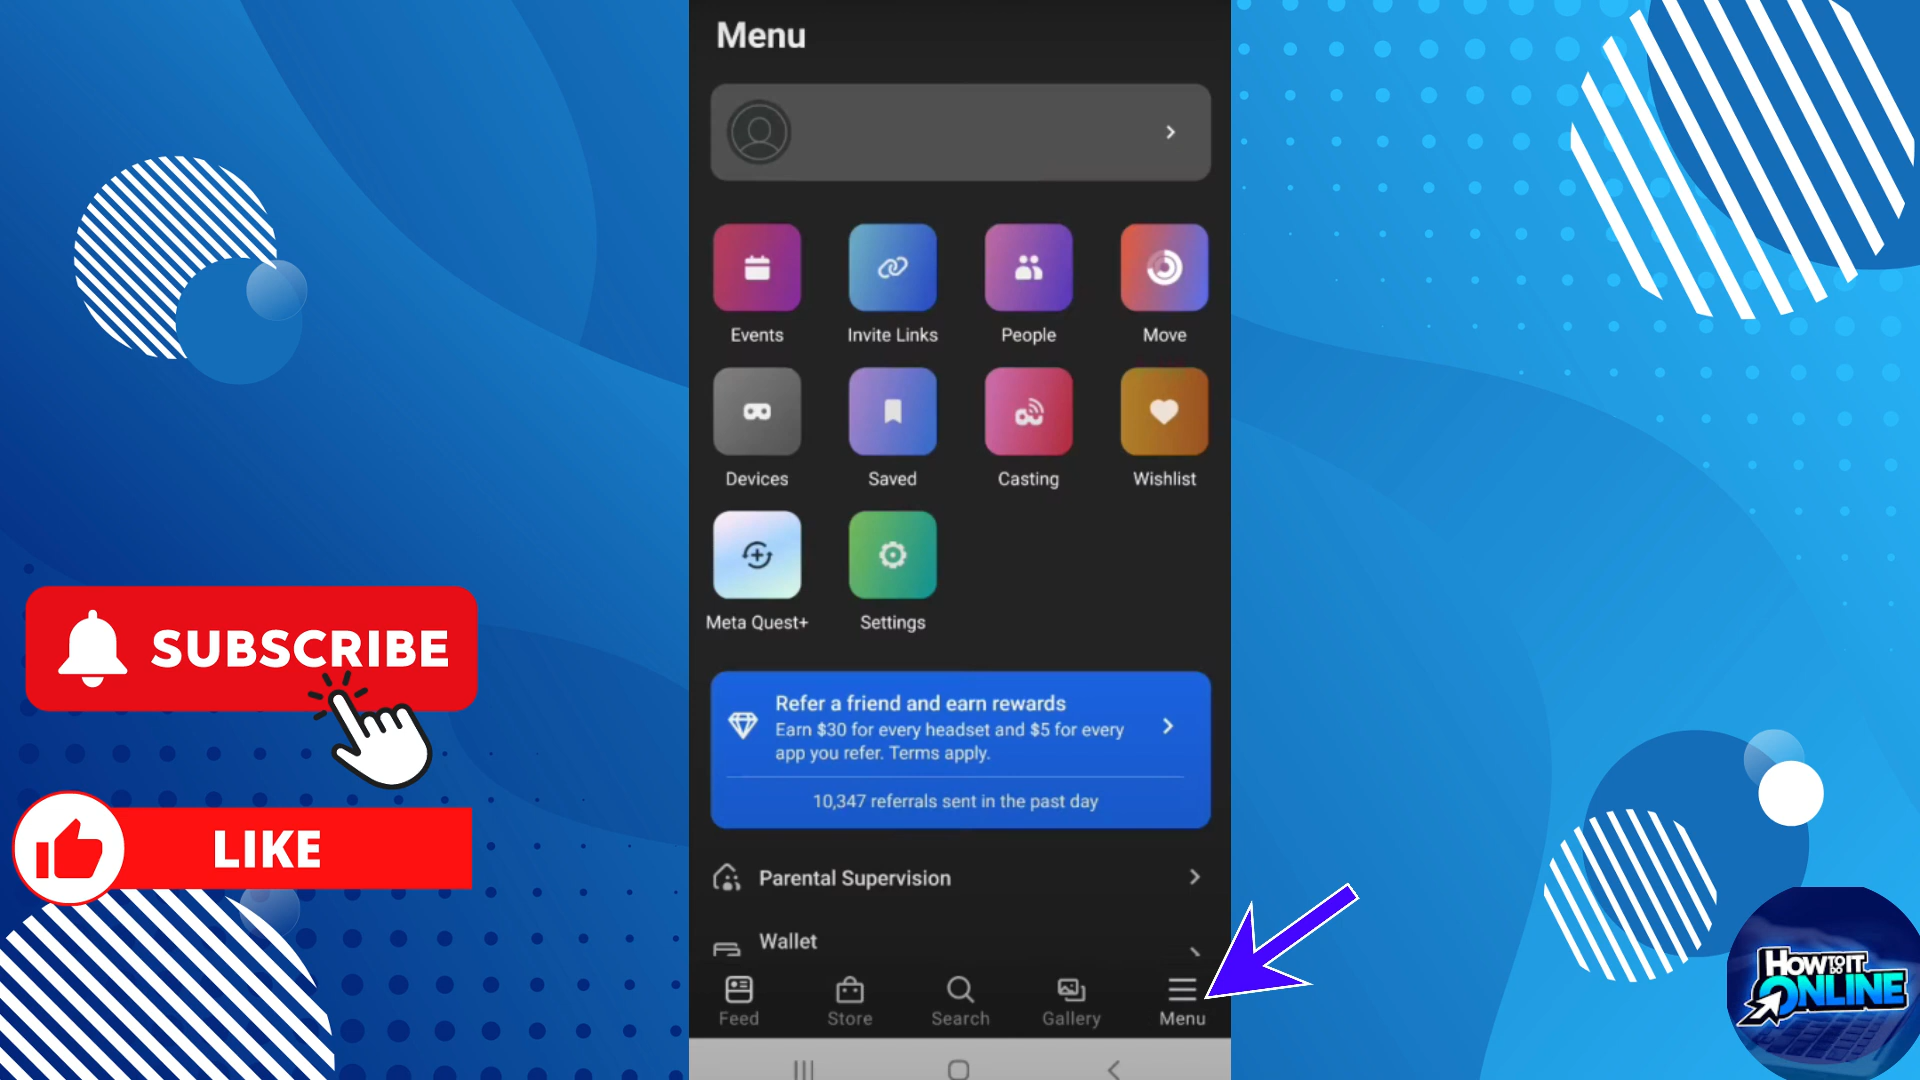 Menu
Events
Invite Links
People
Move
Devices
Saved
Casting
Wishlist
Meta Quest+
Settings
Refer a friend and earn rewards
Earn $30 for every headset and $5 for every
app you refer. Terms apply.
10,347 referrals sent in the past day
Parental Supervision
Wallet
Feed
Store
Search
Gallery
Menu
SUBSCRIBE
LIKE
HOW TO DO IT
ONLINE